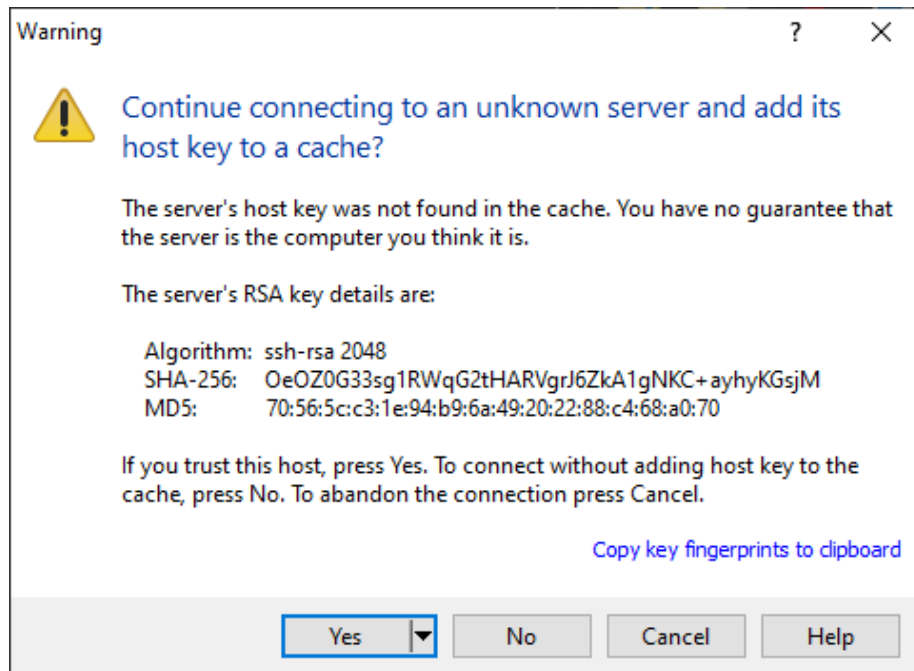 Warning
?
Continue connecting to an unknown server and add its
host key to a cache?
The server's host key was not found in the cache. You have no guarantee that
the server is the computer you think it is.
The server's RSA key details are:
Algorithm: ssh-rsa 2048
SHA-256: OeOZ0G33sg1RWqG2tHARVgrJ6ZkA1gNKC+ayhyKGsjM
MD5: 70:56:5c:c3:1e:94:b9:6a:49:20:22:88:c4:68:a0:70
If you trust this host, press Yes. To connect without adding host key to the
cache, press No. To abandon the connection press Cancel.
Copy key fingerprints to clipboard
Yes No Cancel Help